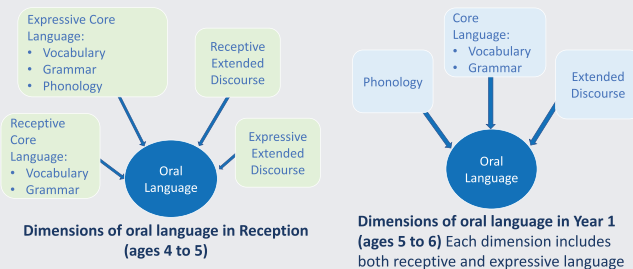 Expressive Core
Language:
• Vocabulary
• Grammar
• Phonology
Receptive
Extended
Discourse
Receptive
Core
Language:
• Vocabulary
• Grammar
Expressive
Extended
Discourse
Oral
Language
Dimensions of oral language in Reception
(ages 4 to 5)
Core
Language:
• Vocabulary
• Grammar
Phonology
Extended
Discourse
Oral
Language
Dimensions of oral language in Year 1
(ages 5 to 6) Each dimension includes
both receptive and expressive language